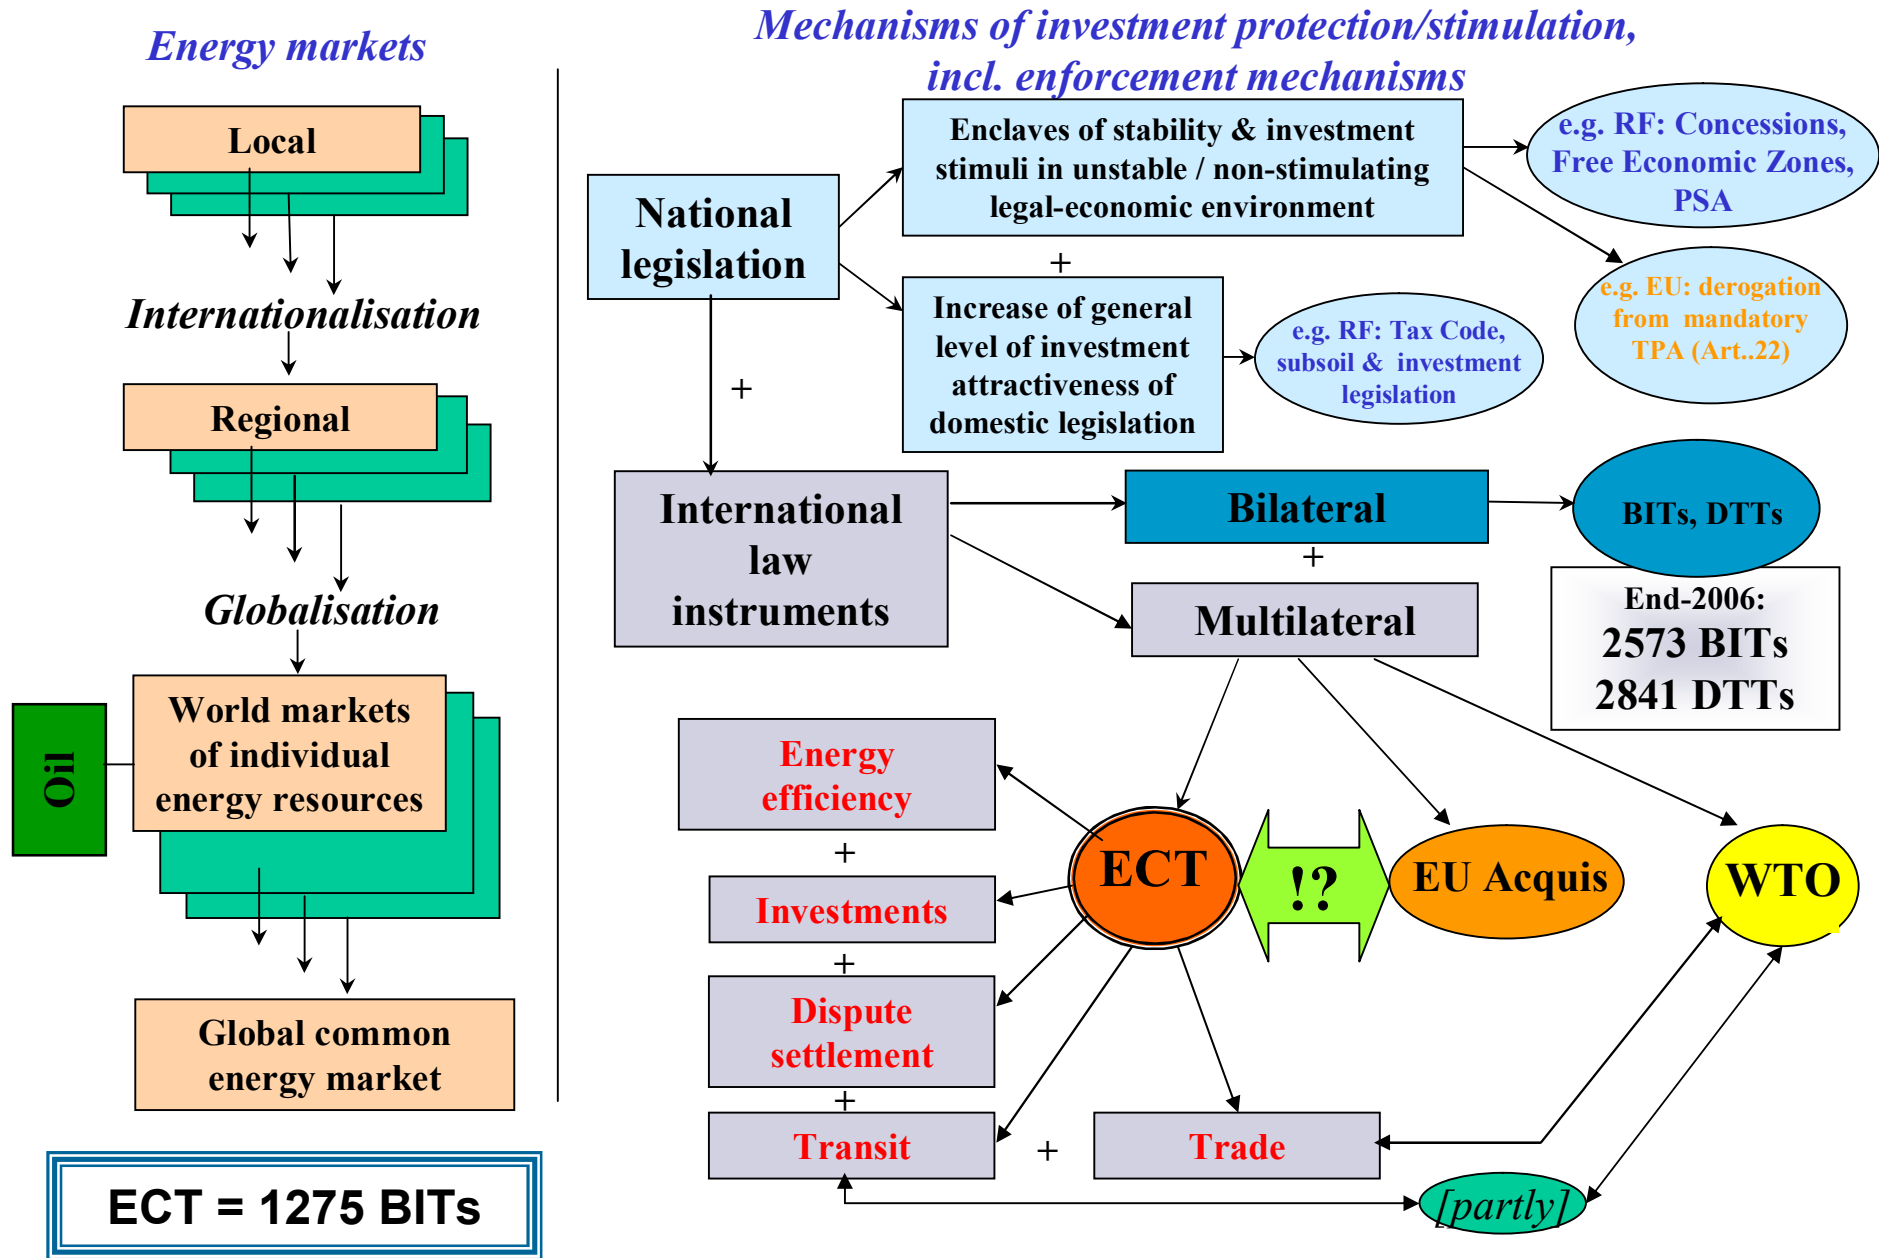 Energy markets
Local
Internationalisation
Regional
Globalisation
World markets
of individual
energy resources
Oil
Global common
energy market
ECT = 1275 BITs
Mechanisms of investment protection/stimulation,
incl. enforcement mechanisms
National
legislation
Enclaves of stability & investment
stimuli in unstable / non-stimulating
legal-economic environment
e.g. RF: Concessions,
Free Economic Zones,
PSA
+
e.g. EU: derogation
from mandatory
TPA (Art..22)
Increase of general
level of investment
attractiveness of
domestic legislation
e.g. RF: Tax Code,
subsoil & investment
legislation
+
International
law
instruments
Bilateral
BITs, DTTs
+
End-2006:
2573 BITs
2841 DTTs
Multilateral
Energy
efficiency
+
Investments
+
Dispute
settlement
+
Transit
+
Trade
ECT
!?
EU Acquis
WTO
[partly]